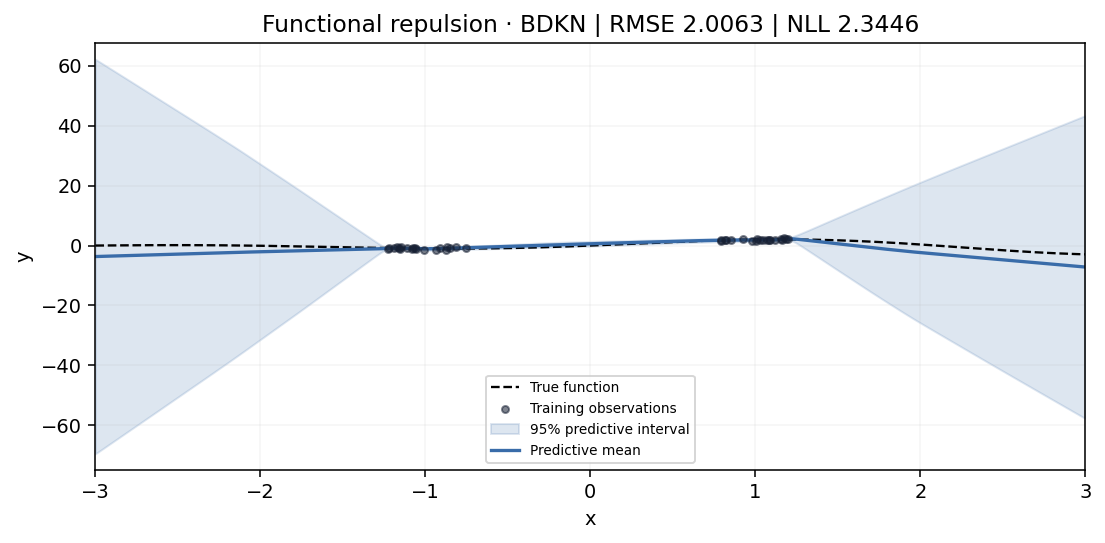 Functional repulsion · BDKN | RMSE 2.0063 | NLL 2.3446
60
40
20
0
−20
−40
−60
y
True function
Training observations
95% predictive interval
Predictive mean
−3 −2 −1 0 1 2 3
x